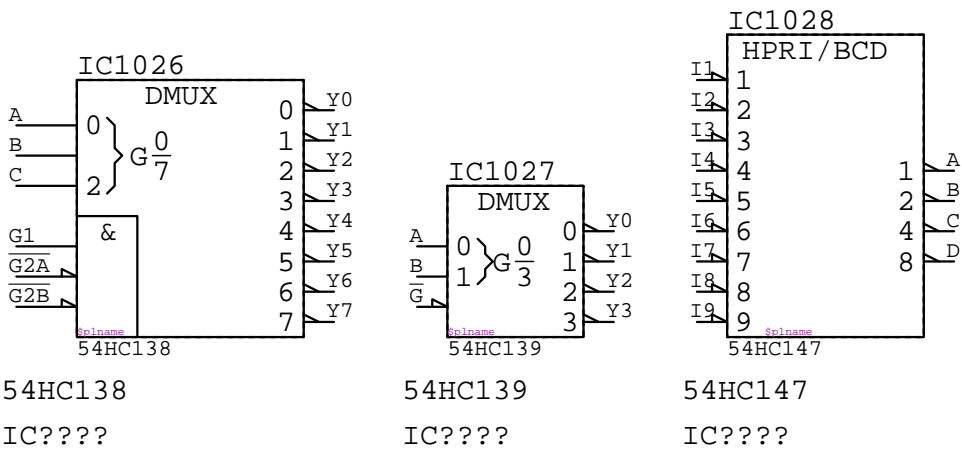 IC1026
DMUX
A
B
C
G1
G2A
G2B
0
2
G 0
7
&
0
1
2
3
4
5
6
7
Y0
Y1
Y2
Y3
Y4
Y5
Y6
Y7
$plname
54HC138
54HC138
IC????
IC1027
DMUX
A
B
G
0
1
G 0
3
0
1
2
3
Y0
Y1
Y2
Y3
$plname
54HC139
54HC139
IC????
IC1028
HPRI/BCD
I1
I2
I3
I4
I5
I6
I7
I8
I9
1
2
3
4
5
6
7
8
9
1
2
4
8
A
B
C
D
$plname
54HC147
54HC147
IC????